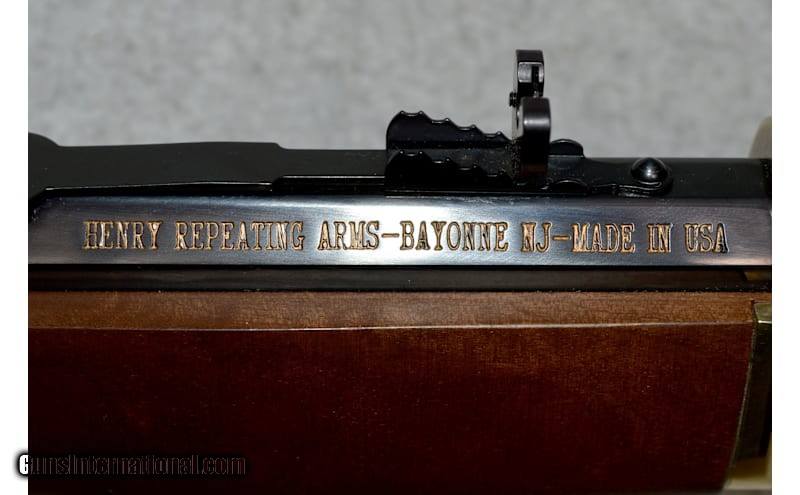 HENRY REPEATING ARMS-BAYONNE NJ-MADE IN USA
GunsInternational.com